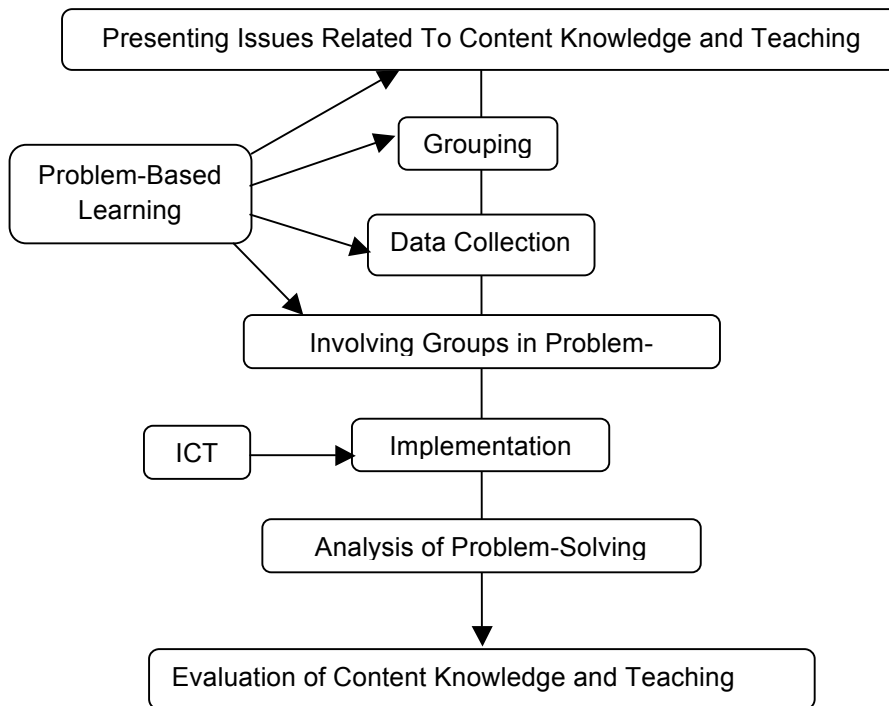 Presenting Issues Related To Content Knowledge and Teaching
Grouping
Problem-Based
Learning
Data Collection
Involving Groups in Problem-
Implementation
ICT
Analysis of Problem-Solving
Evaluation of Content Knowledge and Teaching